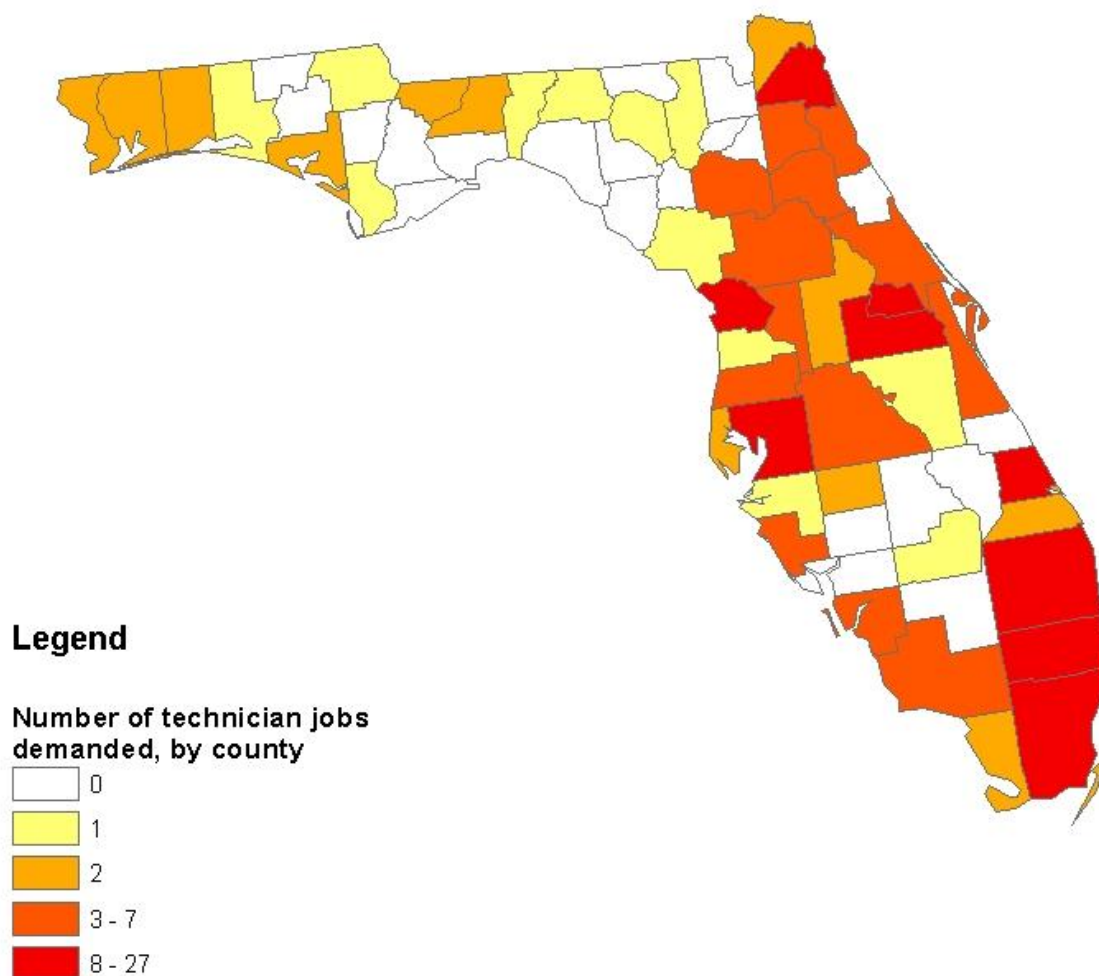 Legend
Number of technician jobs
demanded, by county
0
1
2
3 - 7
8 - 27